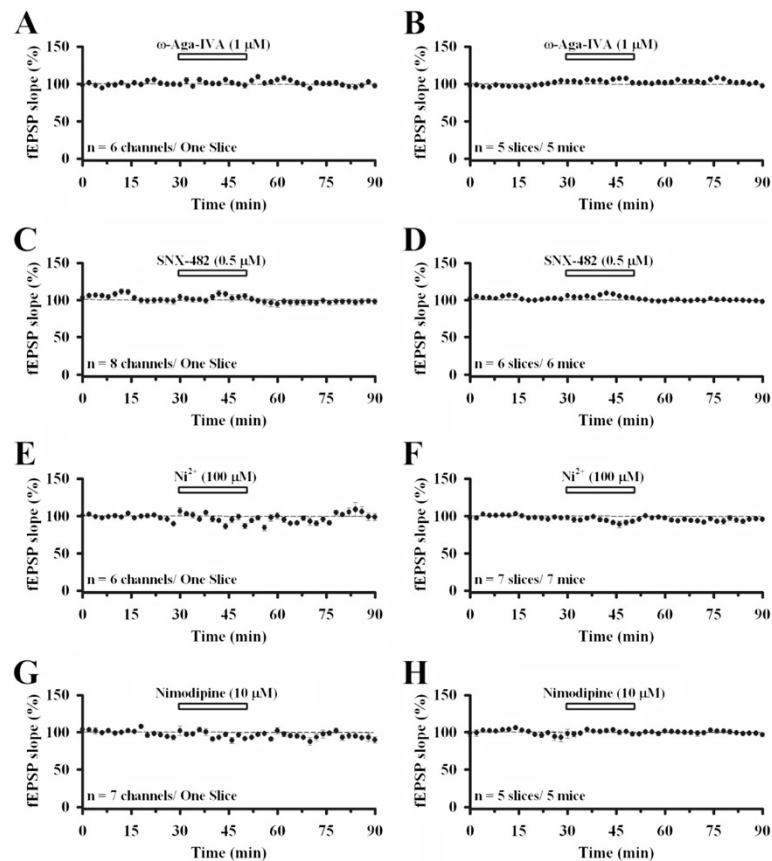 A
ω-Aga-IVA (1 μM)
fEPSP slope (%)
150
100
50
0
n = 6 channels/ One Slice
0 15 30 45 60 75 90
Time (min)
B
ω-Aga-IVA (1 μM)
fEPSP slope (%)
150
100
50
0
n = 5 slices/ 5 mice
0 15 30 45 60 75 90
Time (min)
C
SNX-482 (0.5 μM)
fEPSP slope (%)
150
100
50
0
n = 8 channels/ One Slice
0 15 30 45 60 75 90
Time (min)
D
SNX-482 (0.5 μM)
fEPSP slope (%)
150
100
50
0
n = 6 slices/ 6 mice
0 15 30 45 60 75 90
Time (min)
E
Ni²⁺ (100 μM)
fEPSP slope (%)
150
100
50
0
n = 6 channels/ One Slice
0 15 30 45 60 75 90
Time (min)
F
Ni²⁺ (100 μM)
fEPSP slope (%)
150
100
50
0
n = 7 slices/ 7 mice
0 15 30 45 60 75 90
Time (min)
G
Nimodipine (10 μM)
fEPSP slope (%)
150
100
50
0
n = 7 channels/ One Slice
0 15 30 45 60 75 90
Time (min)
H
Nimodipine (10 μM)
fEPSP slope (%)
150
100
50
0
n = 5 slices/ 5 mice
0 15 30 45 60 75 90
Time (min)